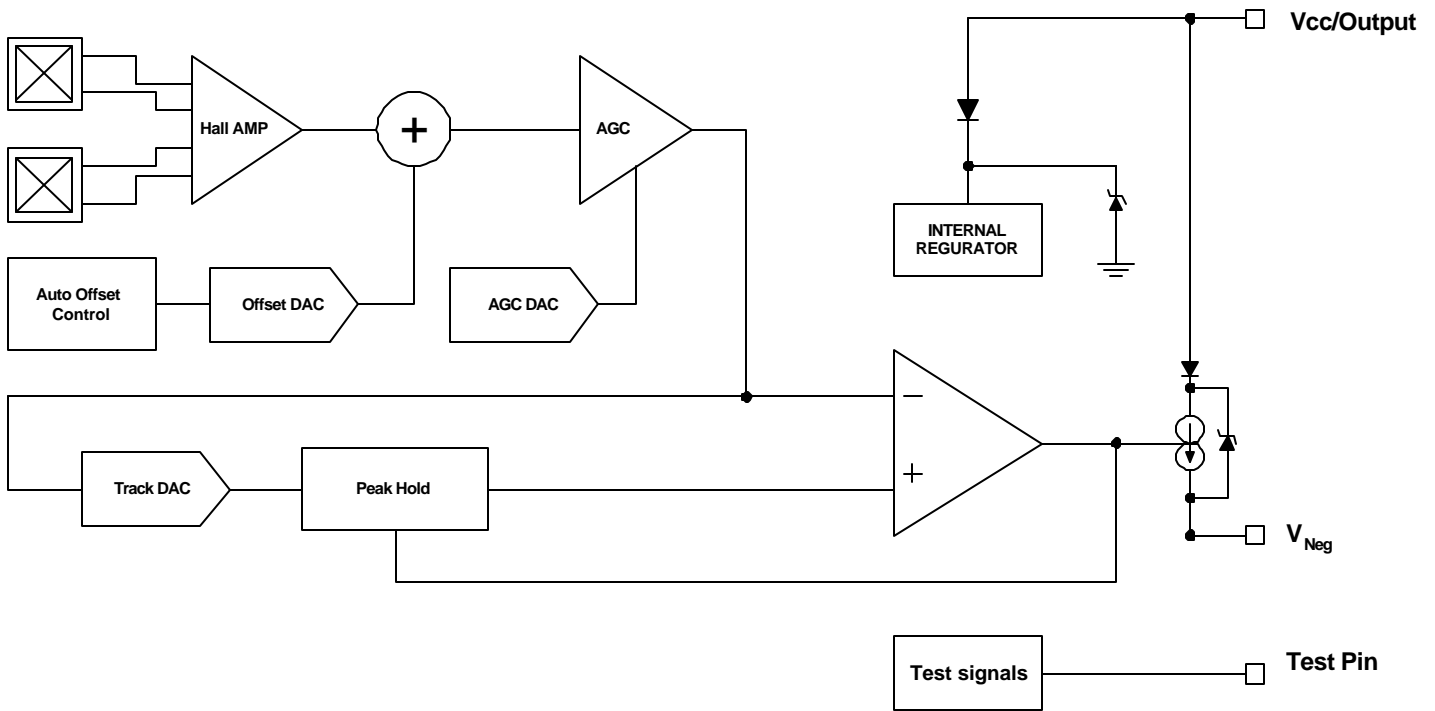 Vcc/Output
Hall AMP
+
AGC
INTERNAL
REGURATOR
Auto Offset
Control
Offset DAC
AGC DAC
−
+
Track DAC
Peak Hold
VNeg
Test signals
Test Pin